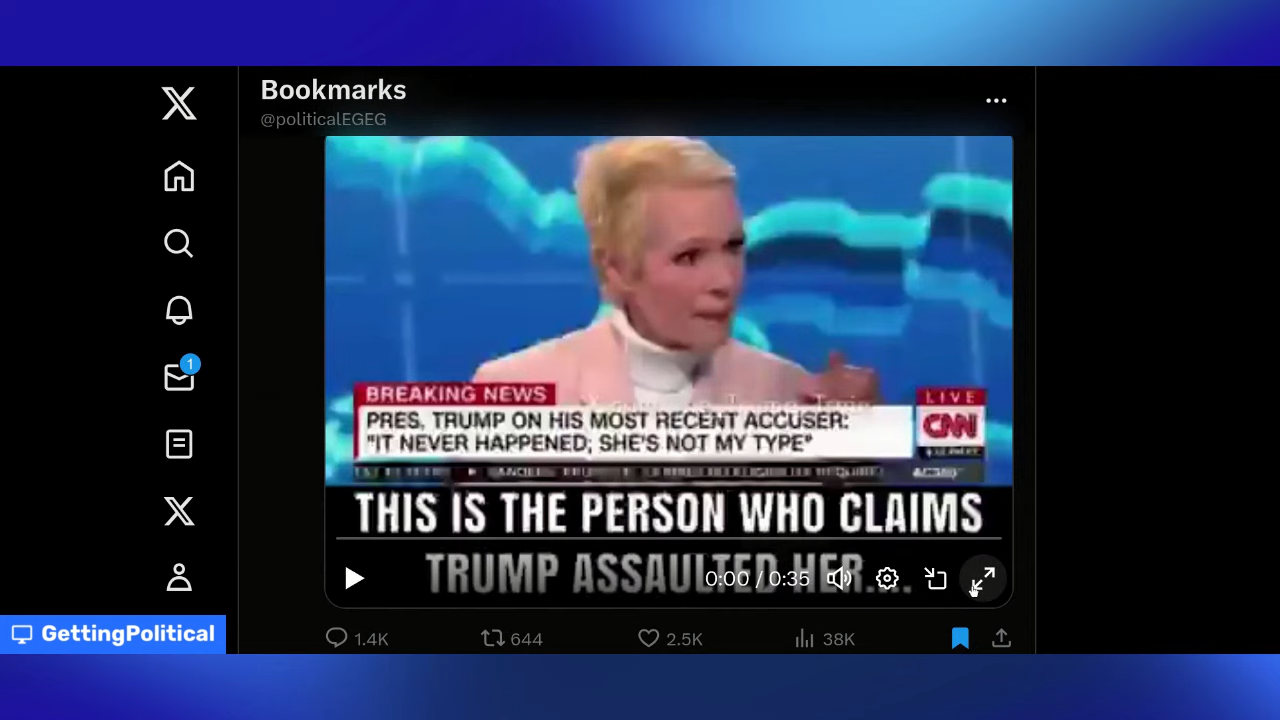 Bookmarks
@politicalEGEG
1
BREAKING NEWS
PRES. TRUMP ON HIS MOST RECENT ACCUSER:
"IT NEVER HAPPENED; SHE'S NOT MY TYPE"
LIVE
CNN
THIS IS THE PERSON WHO CLAIMS
TRUMP ASSAULTED HER...
0:00 / 0:35
GettingPolitical
1.4K 644 2.5K 38K